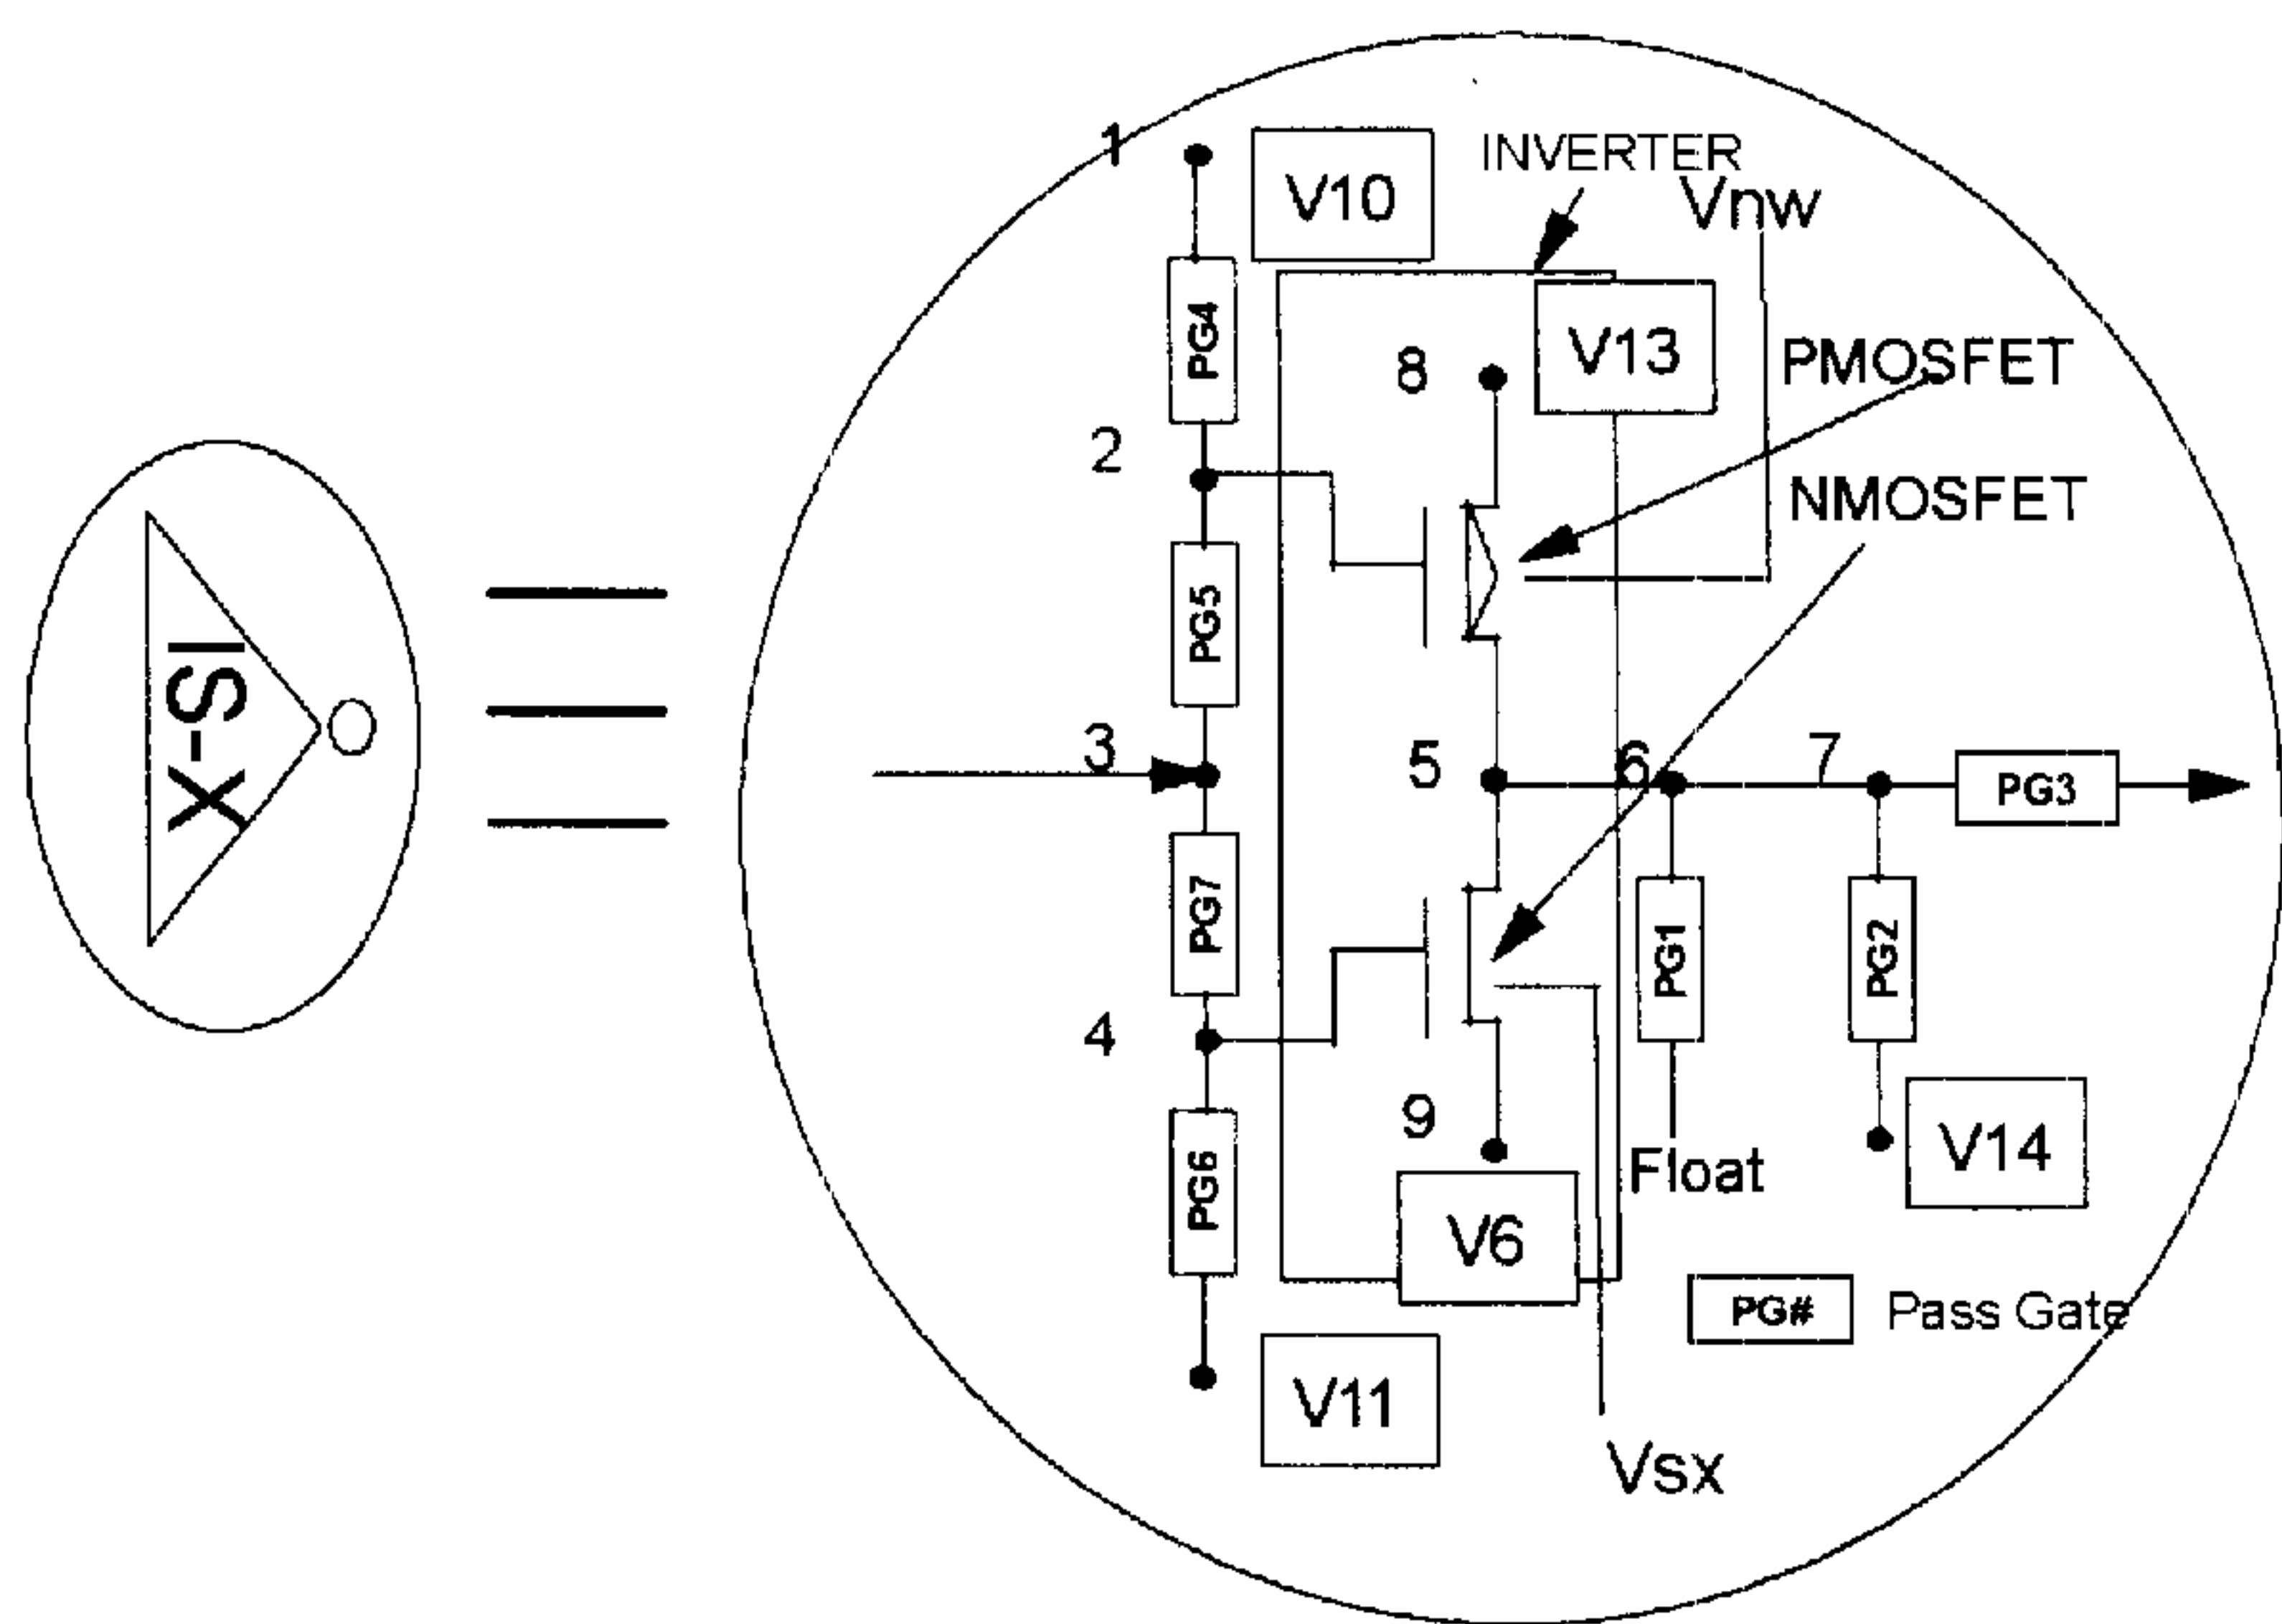 X-SI
1
V10
INVERTER
Vnw
PG4
V13
8
PMOSFET
2
NMOSFET
PG5
3
5
6
7
PG3
PG7
PG1
PG2
4
9
Float
V14
PG6
V6
PG#
Pass Gate
V11
Vsx